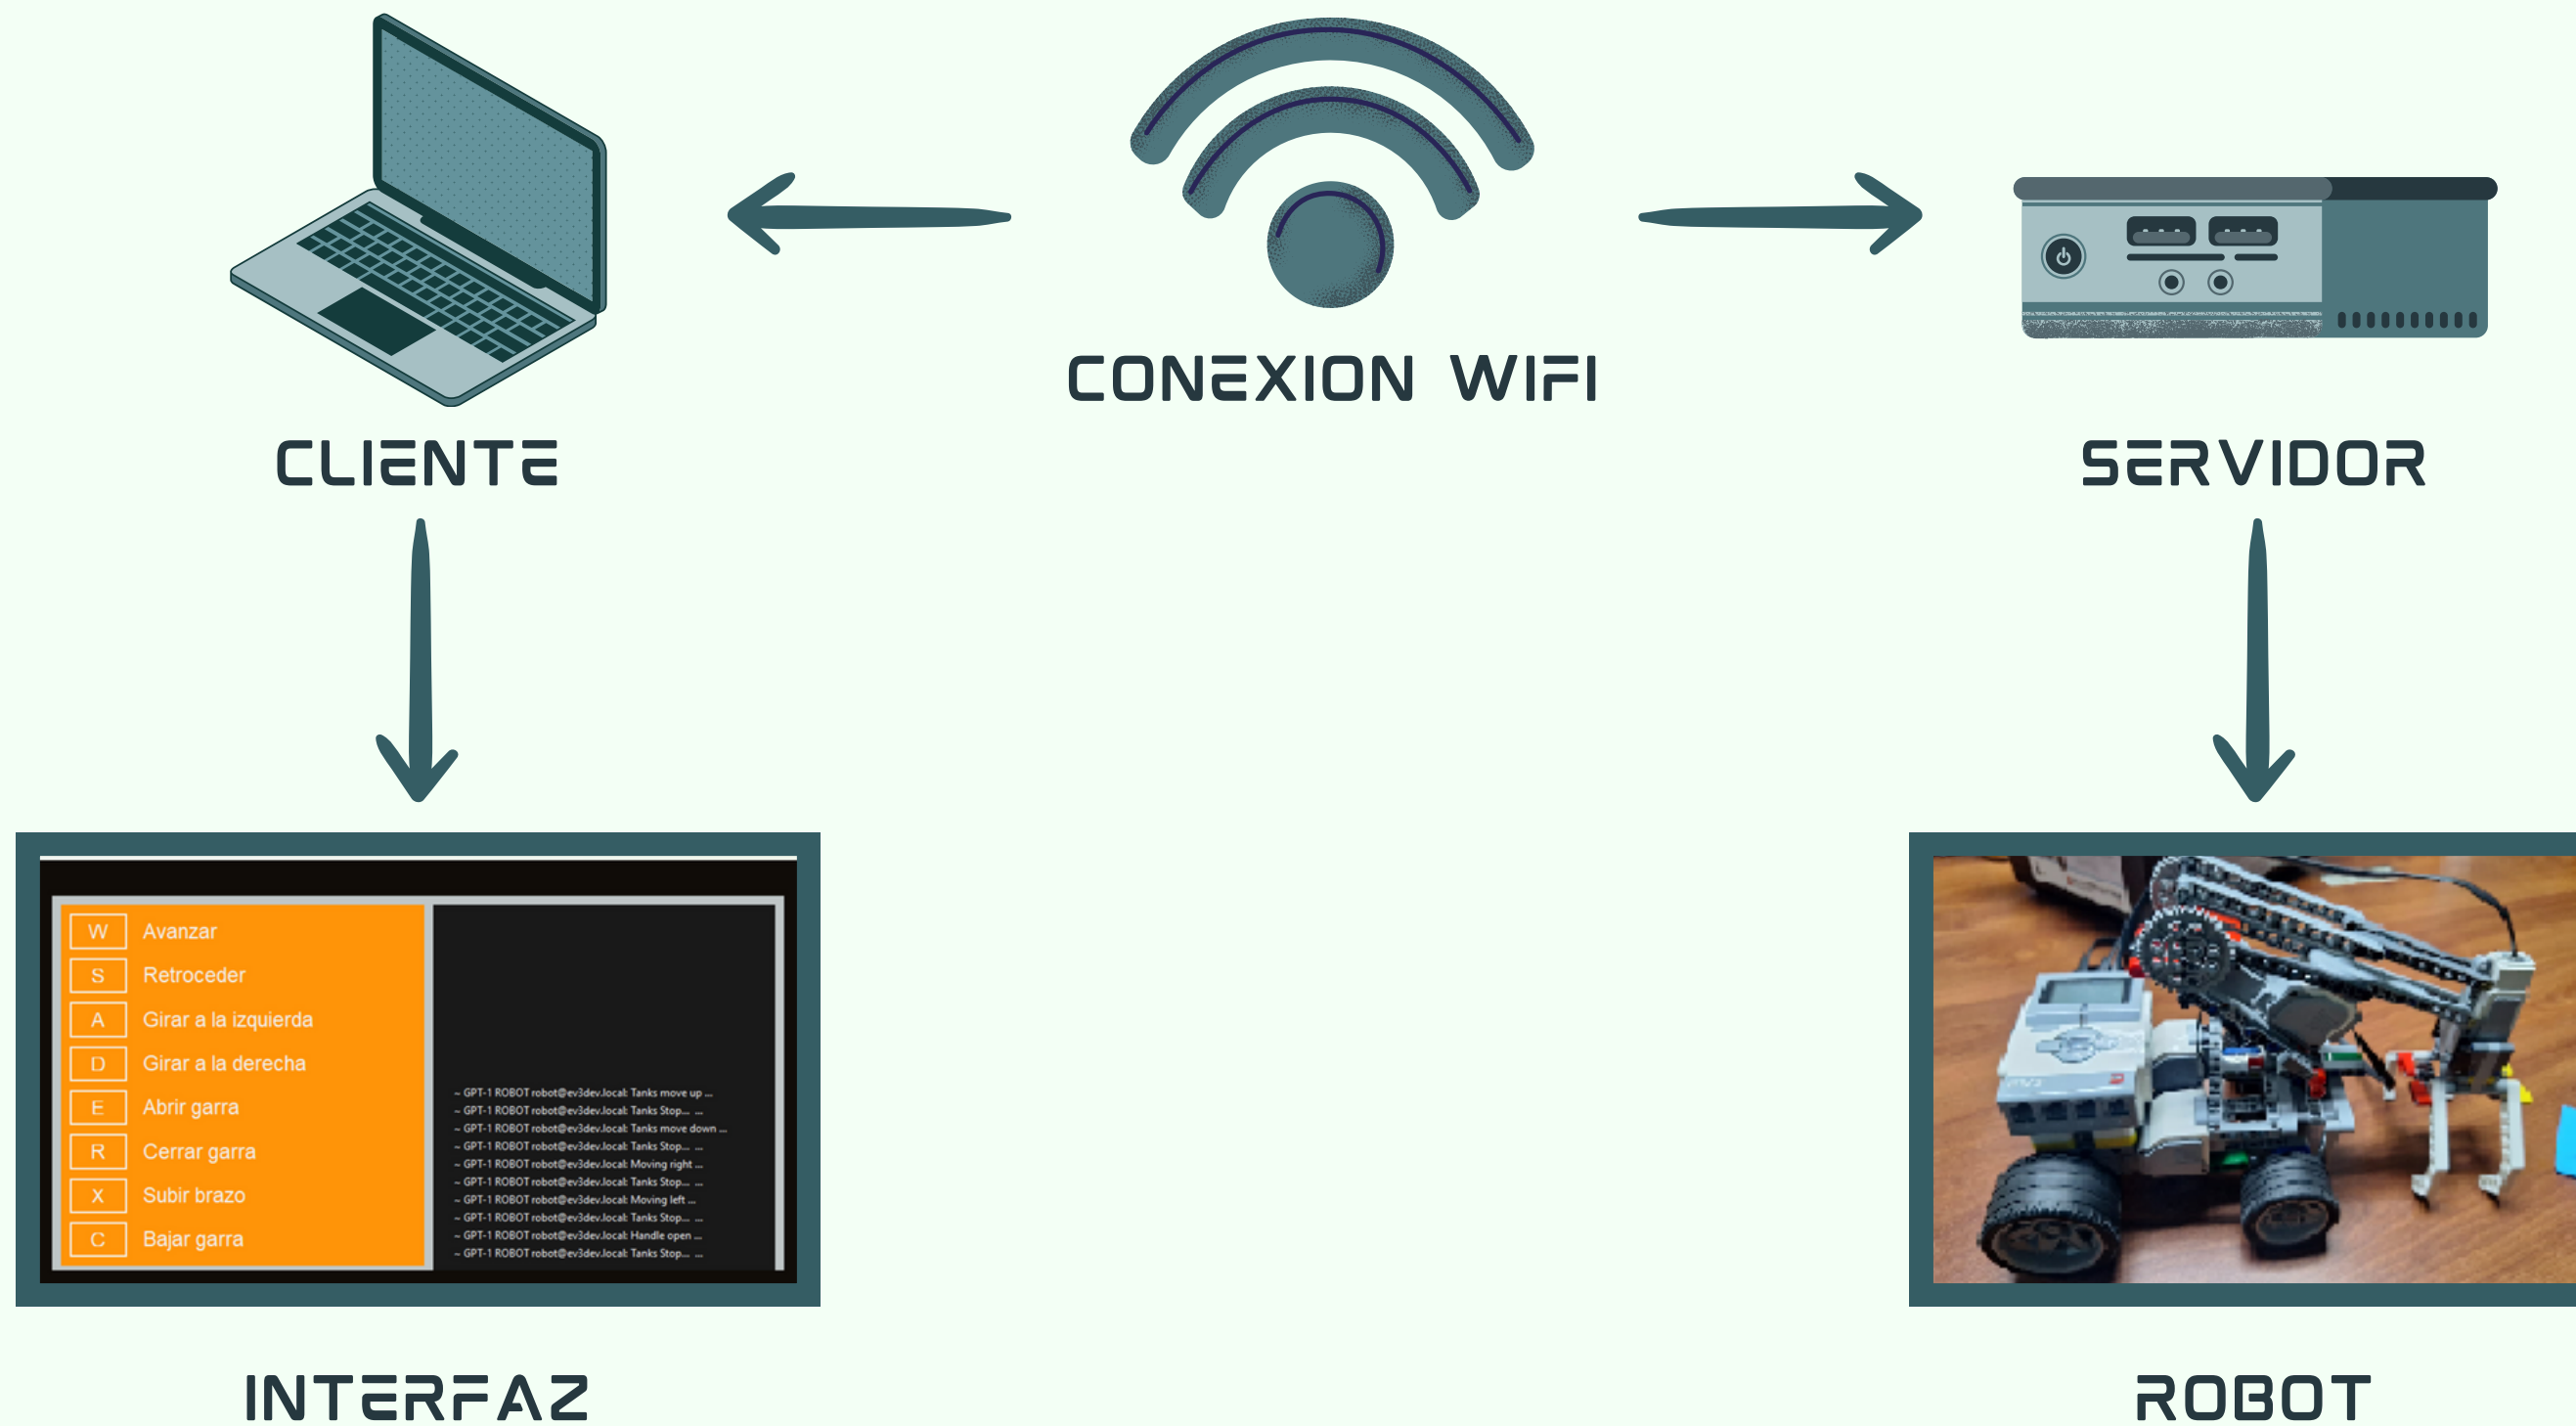 CONEXION WIFI
CLIENTE
SERVIDOR
W Avanzar
S Retroceder
A Girar a la izquierda
D Girar a la derecha
E Abrir garra
R Cerrar garra
X Subir brazo
C Bajar garra
~ GPT-1 ROBOT robot@ev3dev.local: Tanks move up ...
~ GPT-1 ROBOT robot@ev3dev.local: Tanks Stop... ...
~ GPT-1 ROBOT robot@ev3dev.local: Tanks move down ...
~ GPT-1 ROBOT robot@ev3dev.local: Tanks Stop... ...
~ GPT-1 ROBOT robot@ev3dev.local: Moving right ...
~ GPT-1 ROBOT robot@ev3dev.local: Tanks Stop... ...
~ GPT-1 ROBOT robot@ev3dev.local: Moving left ...
~ GPT-1 ROBOT robot@ev3dev.local: Tanks Stop... ...
~ GPT-1 ROBOT robot@ev3dev.local: Handle open ...
~ GPT-1 ROBOT robot@ev3dev.local: Tanks Stop... ...
INTERFAZ
ROBOT